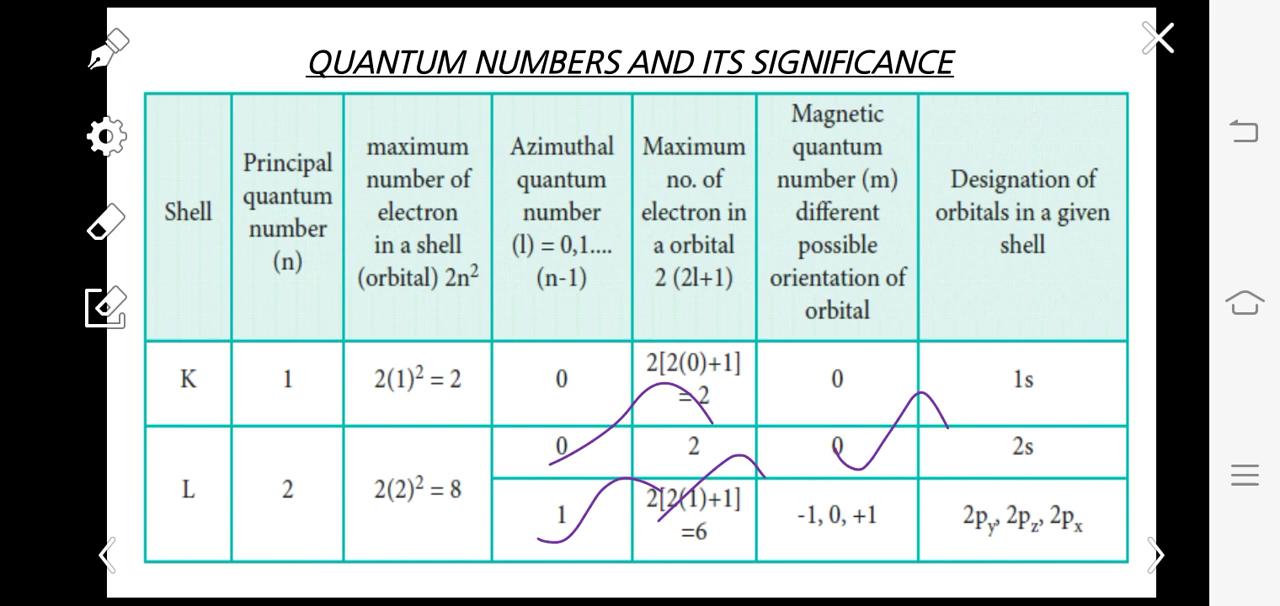 QUANTUM NUMBERS AND ITS SIGNIFICANCE
Shell
Principal
quantum
number
(n)
maximum
number of
electron
in a shell
(orbital) 2n²
Azimuthal
quantum
number
(l) = 0,1....
(n-1)
Maximum
no. of
electron in
a orbital
2 (2l+1)
Magnetic
quantum
number (m)
different
possible
orientation of
orbital
Designation of
orbitals in a given
shell
K
1
2(1)² = 2
0
2[2(0)+1]
= 2
0
1s
L
2
2(2)² = 8
0
2
0
2s
1
2[2(1)+1]
=6
-1, 0, +1
2py, 2pz, 2px